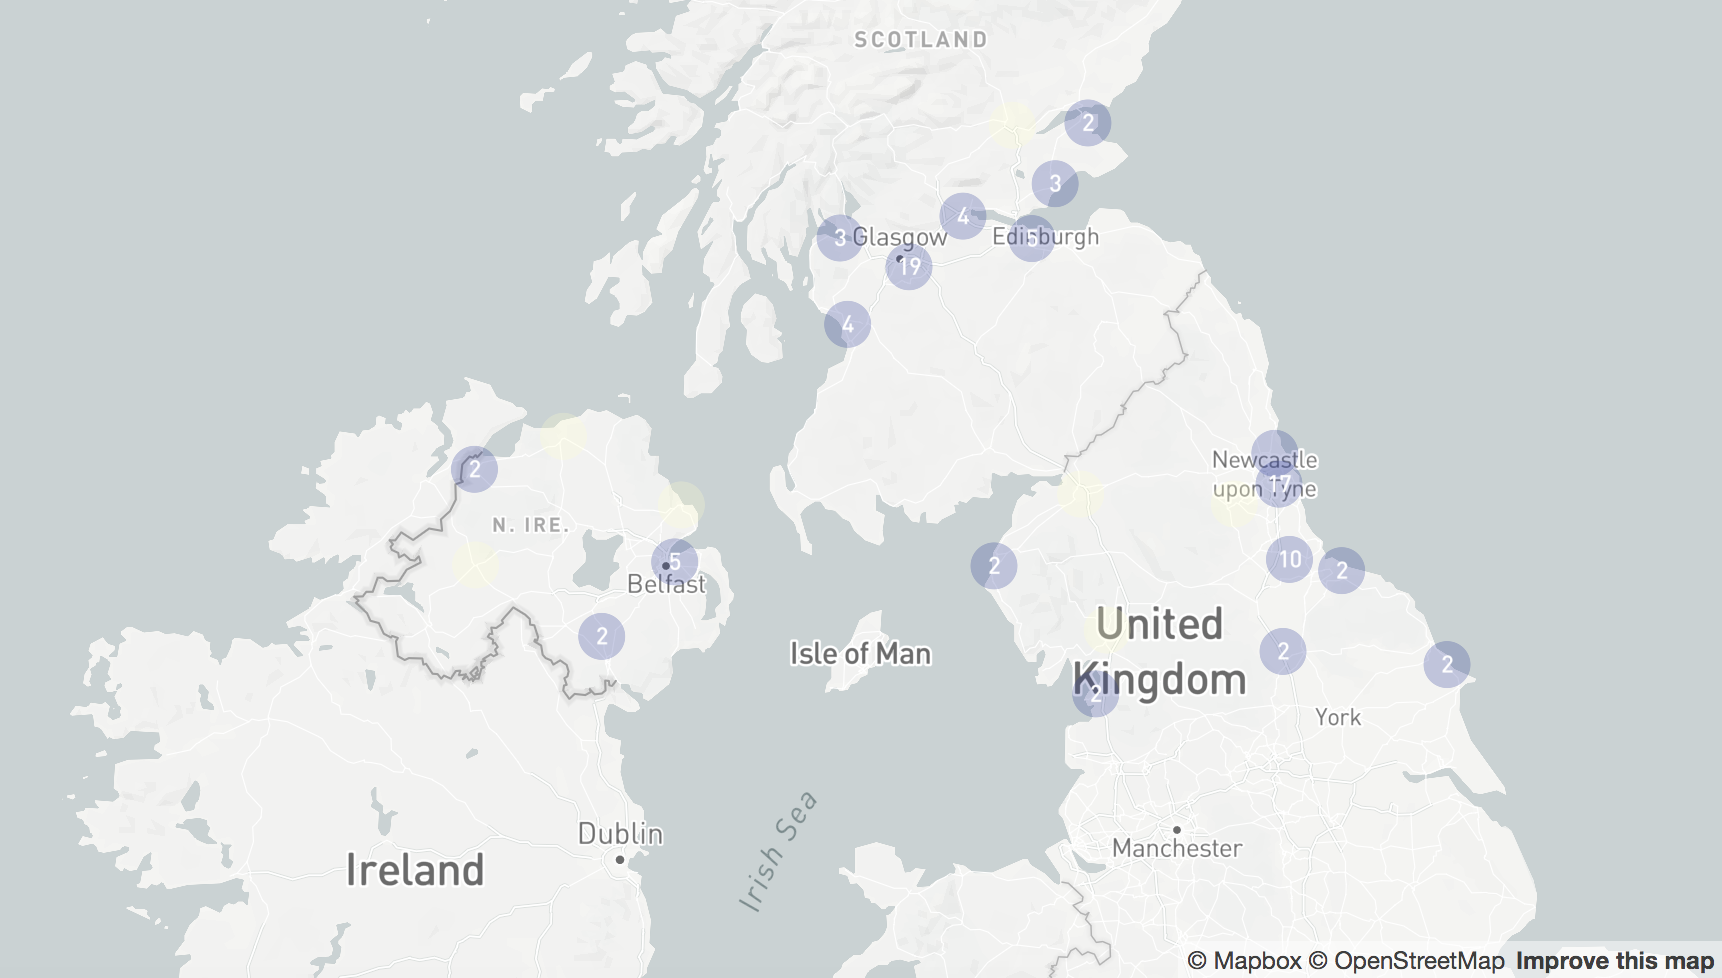 SCOTLAND
2
3
4
3
Glasgow
Edinburgh
5
19
4
Newcastle
upon Tyne
17
2
N. IRE.
5
Belfast
10
2
2
2
United
Kingdom
Isle of Man
2
2
2
York
Irish Sea
Dublin
Manchester
Ireland
© Mapbox © OpenStreetMap Improve this map